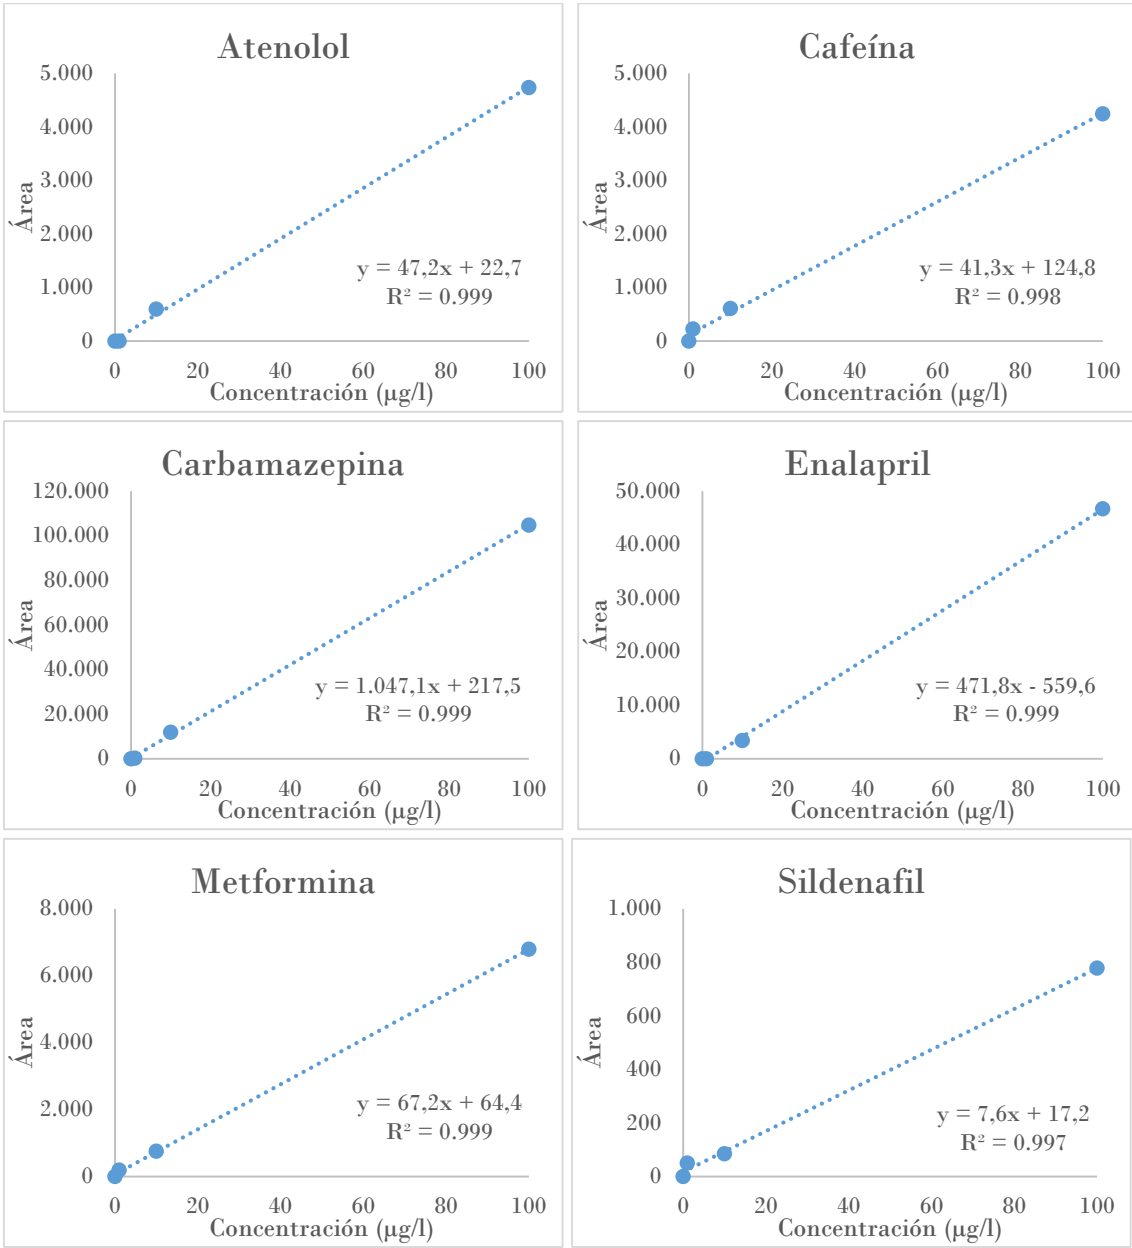 Atenolol
5.000
4.000
3.000
2.000
1.000
0
Área
y = 47,2x + 22,7
R² = 0.999
0 20 40 60 80 100
Concentración (µg/l)
Cafeína
5.000
4.000
3.000
2.000
1.000
0
Área
y = 41,3x + 124,8
R² = 0.998
0 20 40 60 80 100
Concentración (µg/l)
Carbamazepina
120.000
100.000
80.000
60.000
40.000
20.000
0
Área
y = 1.047,1x + 217,5
R² = 0.999
0 20 40 60 80 100
Concentración (µg/l)
Enalapril
50.000
40.000
30.000
20.000
10.000
0
Área
y = 471,8x - 559,6
R² = 0.999
0 20 40 60 80 100
Concentración (µg/l)
Metformina
8.000
6.000
4.000
2.000
0
Área
y = 67,2x + 64,4
R² = 0.999
0 20 40 60 80 100
Concentración (µg/l)
Sildenafil
1.000
800
600
400
200
0
Área
y = 7,6x + 17,2
R² = 0.997
0 20 40 60 80 100
Concentración (µg/l)